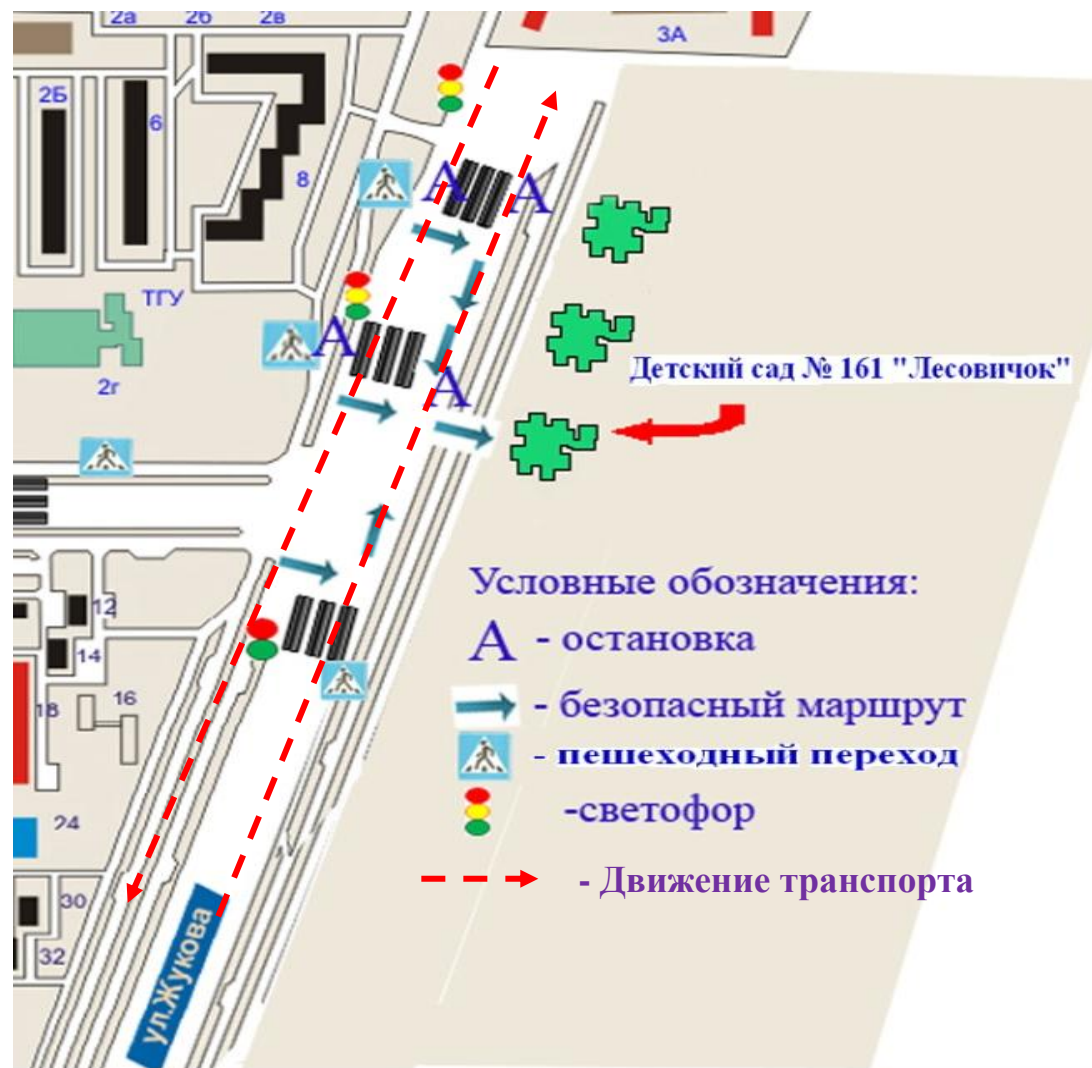 2а 2б 2в
3А
2Б
6
8
А А
ТГУ
А
Детский сад № 161 "Лесовичок"
2г
А
Условные обозначения:
12
А - остановка
14
16
18
- безопасный маршрут
- пешеходный переход
24
-светофор
- Движение транспорта
30
32
ул.Жукова